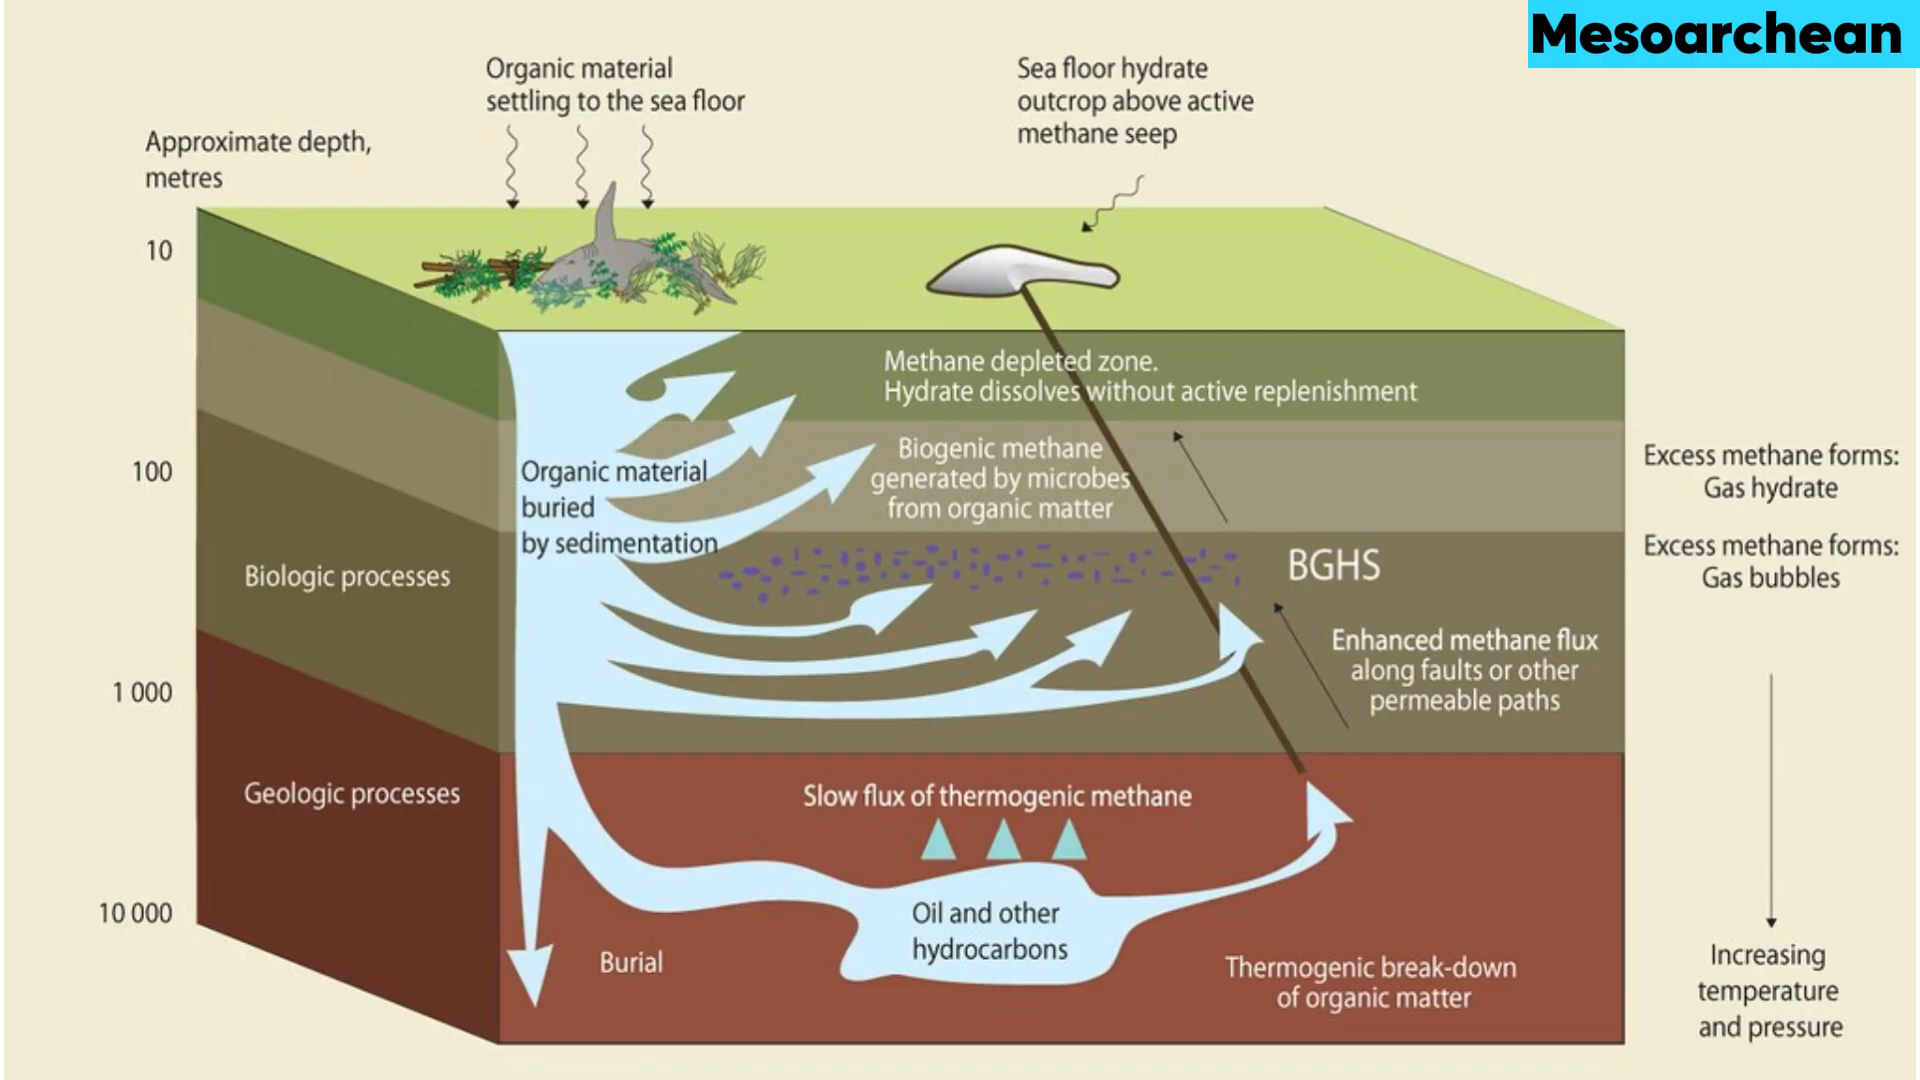 Mesoarchean
Organic material
settling to the sea floor
Sea floor hydrate
outcrop above active
methane seep
Approximate depth,
metres
10
100
1 000
10 000
Methane depleted zone.
Hydrate dissolves without active replenishment
Biogenic methane
generated by microbes
from organic matter
Organic material
buried
by sedimentation
BGHS
Excess methane forms:
Gas hydrate
Excess methane forms:
Gas bubbles
Biologic processes
Enhanced methane flux
along faults or other
permeable paths
Geologic processes
Slow flux of thermogenic methane
Oil and other
hydrocarbons
Burial
Thermogenic break-down
of organic matter
Increasing
temperature
and pressure